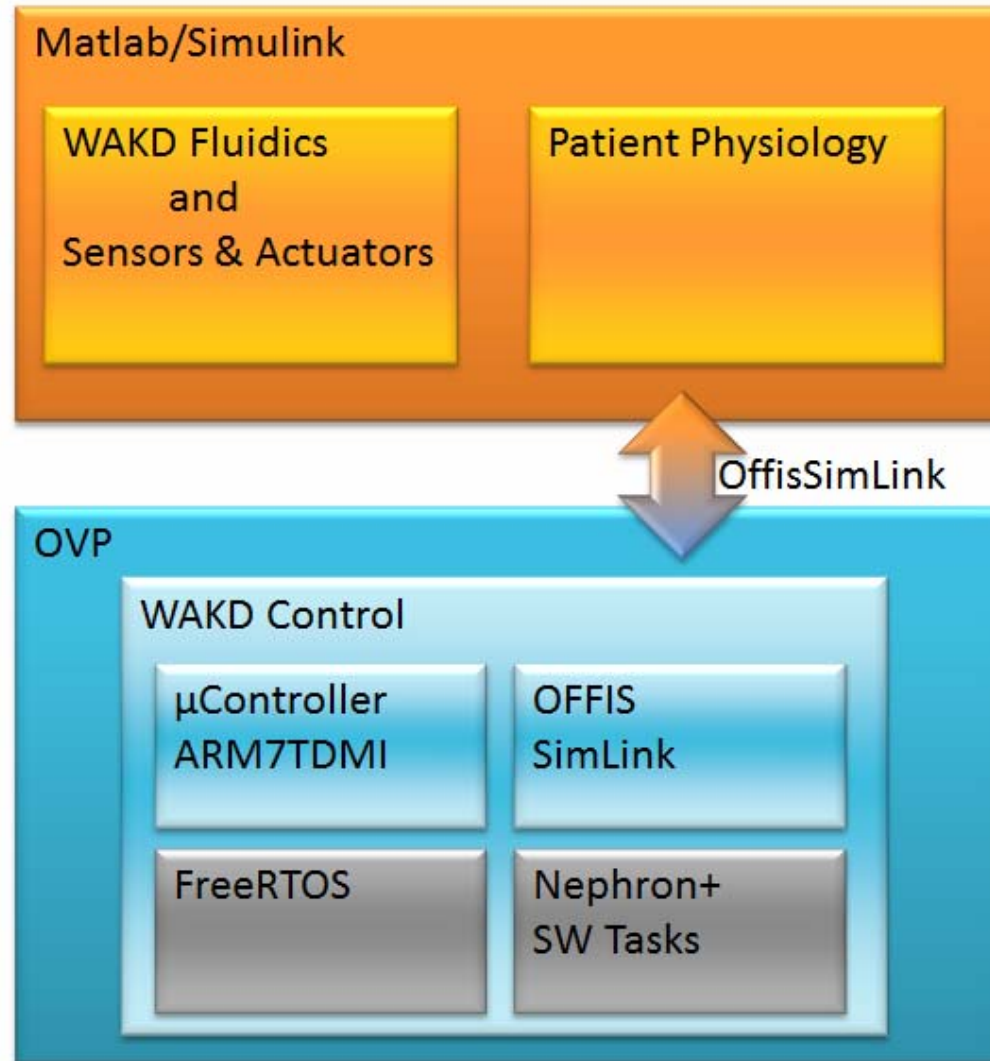 Matlab/Simulink
WAKD Fluidics
and
Sensors & Actuators
Patient Physiology
OffisSimLink
OVP
WAKD Control
µController
ARM7TDMI
OFFIS
SimLink
FreeRTOS
Nephron+
SW Tasks